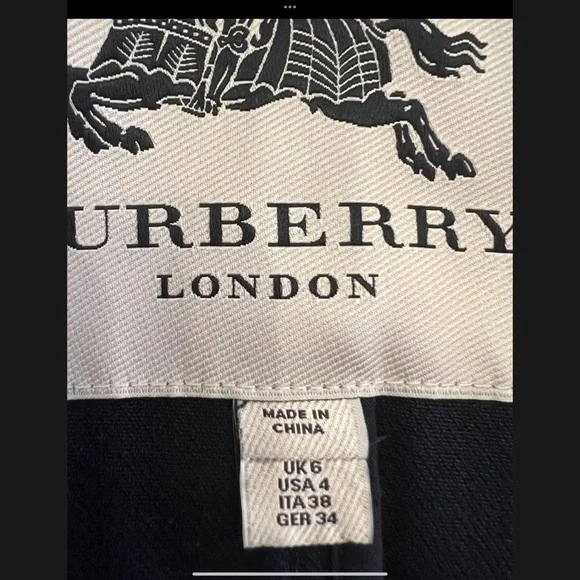 URBERRY
LONDON
MADE IN
CHINA
UK 6
USA 4
ITA 38
GER 34